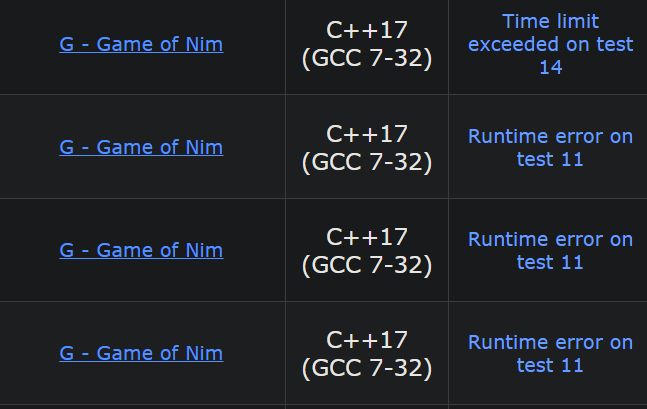 G - Game of Nim
C++17
(GCC 7-32)
Time limit
exceeded on test
14
G - Game of Nim
C++17
(GCC 7-32)
Runtime error on
test 11
G - Game of Nim
C++17
(GCC 7-32)
Runtime error on
test 11
G - Game of Nim
C++17
(GCC 7-32)
Runtime error on
test 11